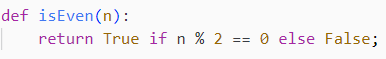 def isEven(n):
    return True if n % 2 == 0 else False;